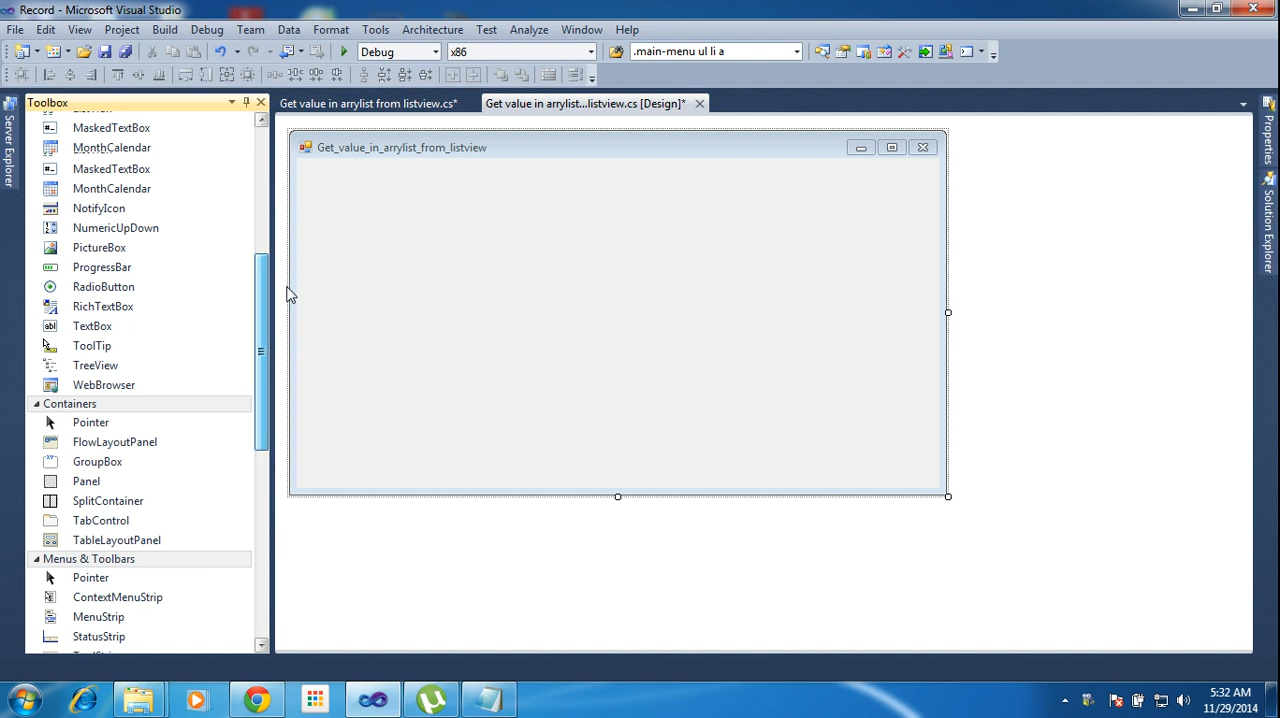 Record - Microsoft Visual Studio
File Edit View Project Build Debug Team Data Format Tools Architecture Test Analyze Window Help
Debug x86 .main-menu ul li a
Toolbox
Get value in arrylist from listview.cs*
Get value in arrylist...listview.cs [Design]*
Server Explorer
MaskedTextBox
MonthCalendar
MaskedTextBox
MonthCalendar
NotifyIcon
NumericUpDown
PictureBox
ProgressBar
RadioButton
RichTextBox
TextBox
ToolTip
TreeView
WebBrowser
Containers
Pointer
FlowLayoutPanel
GroupBox
Panel
SplitContainer
TabControl
TableLayoutPanel
Menus & Toolbars
Pointer
ContextMenuStrip
MenuStrip
StatusStrip
Get_value_in_arrylist_from_listview
Properties
Solution Explorer
5:32 AM
11/29/2014